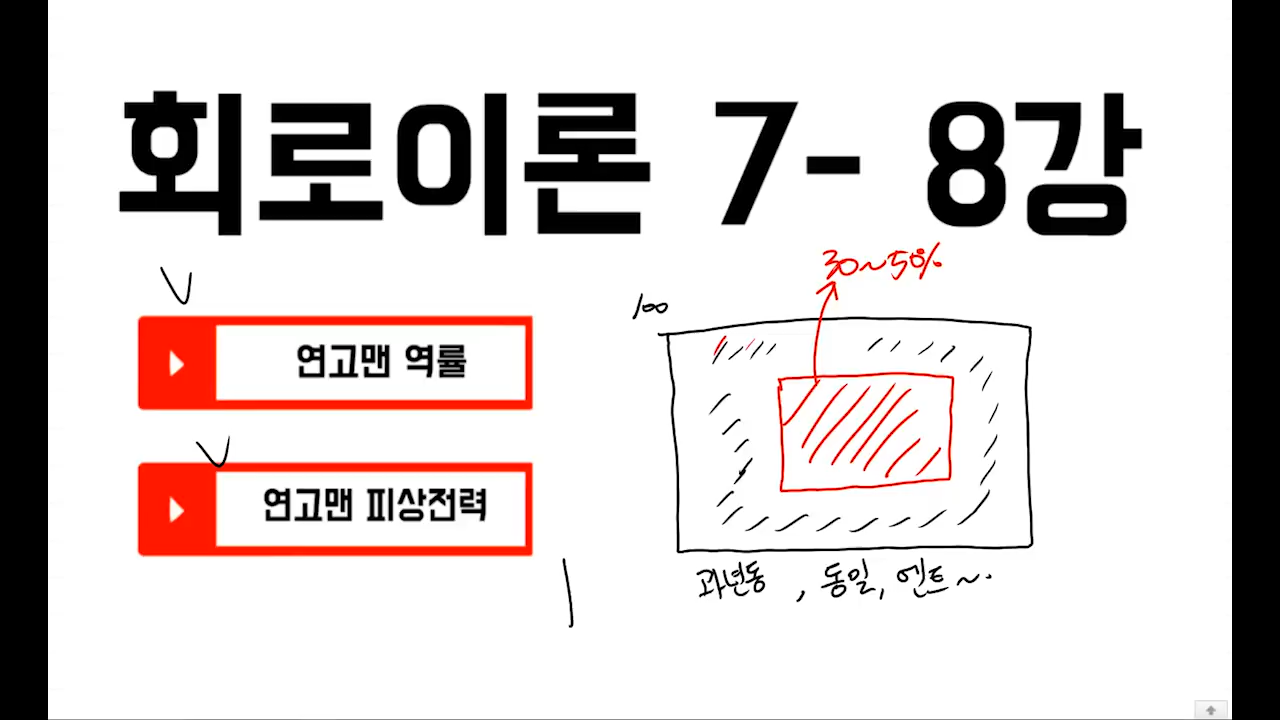 회로이론 7- 8강
30~50%
100
연고맨 역률
연고맨 피상전력
과년동 , 동일, 엔트~.